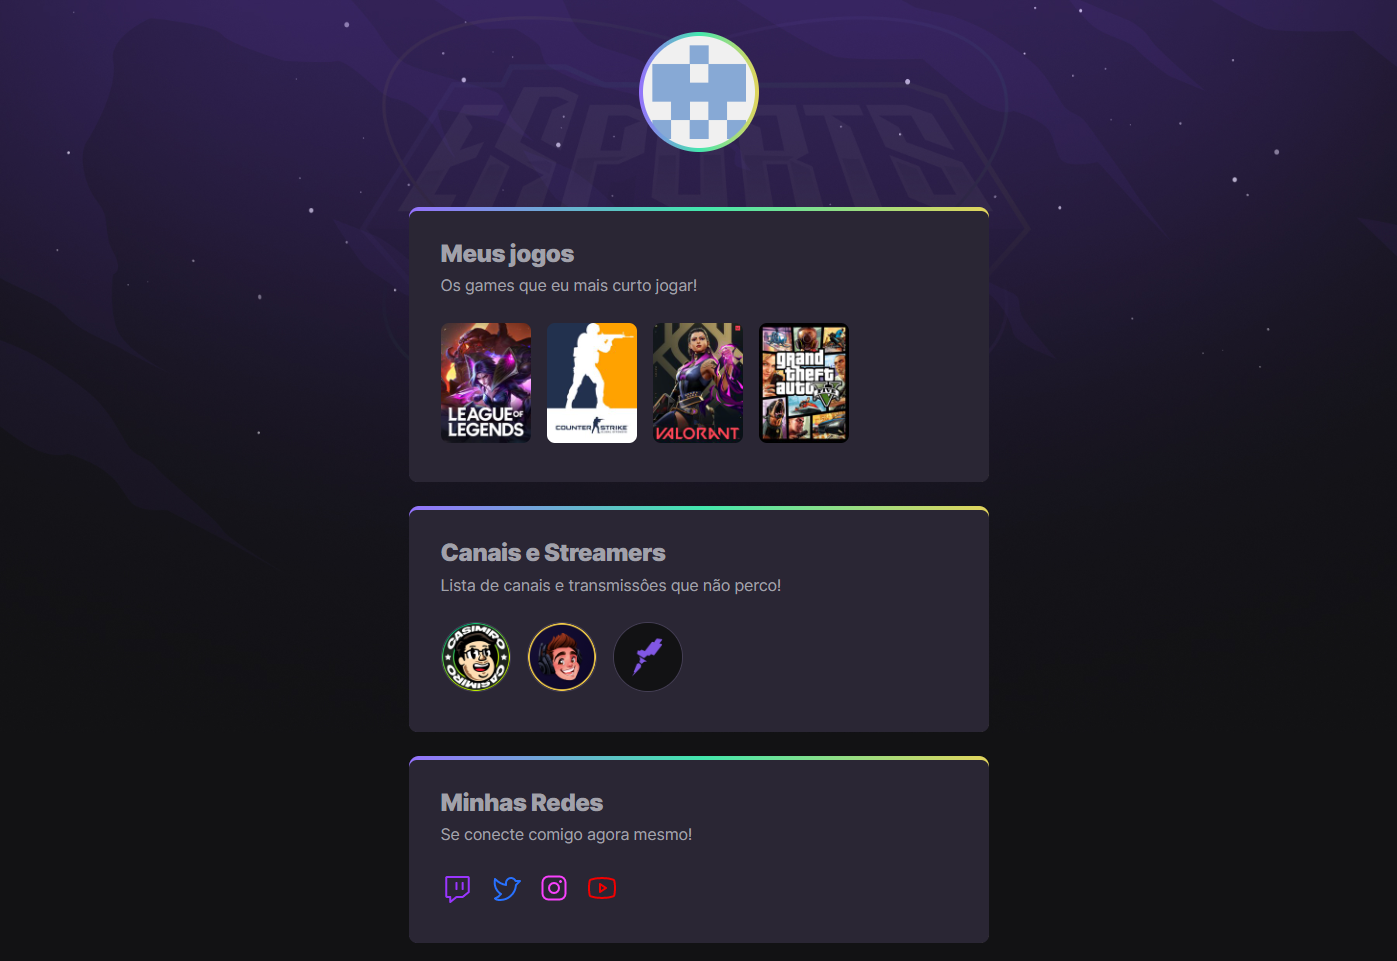 ESPORTS
Meus jogos
Os games que eu mais curto jogar!
LEAGUE OF
LEGENDS
COUNTER STRIKE
VALORANT
grand
theft
auto V
Canais e Streamers
Lista de canais e transmissões que não perco!
CASIMIRO
CASIMIRO
Minhas Redes
Se conecte comigo agora mesmo!